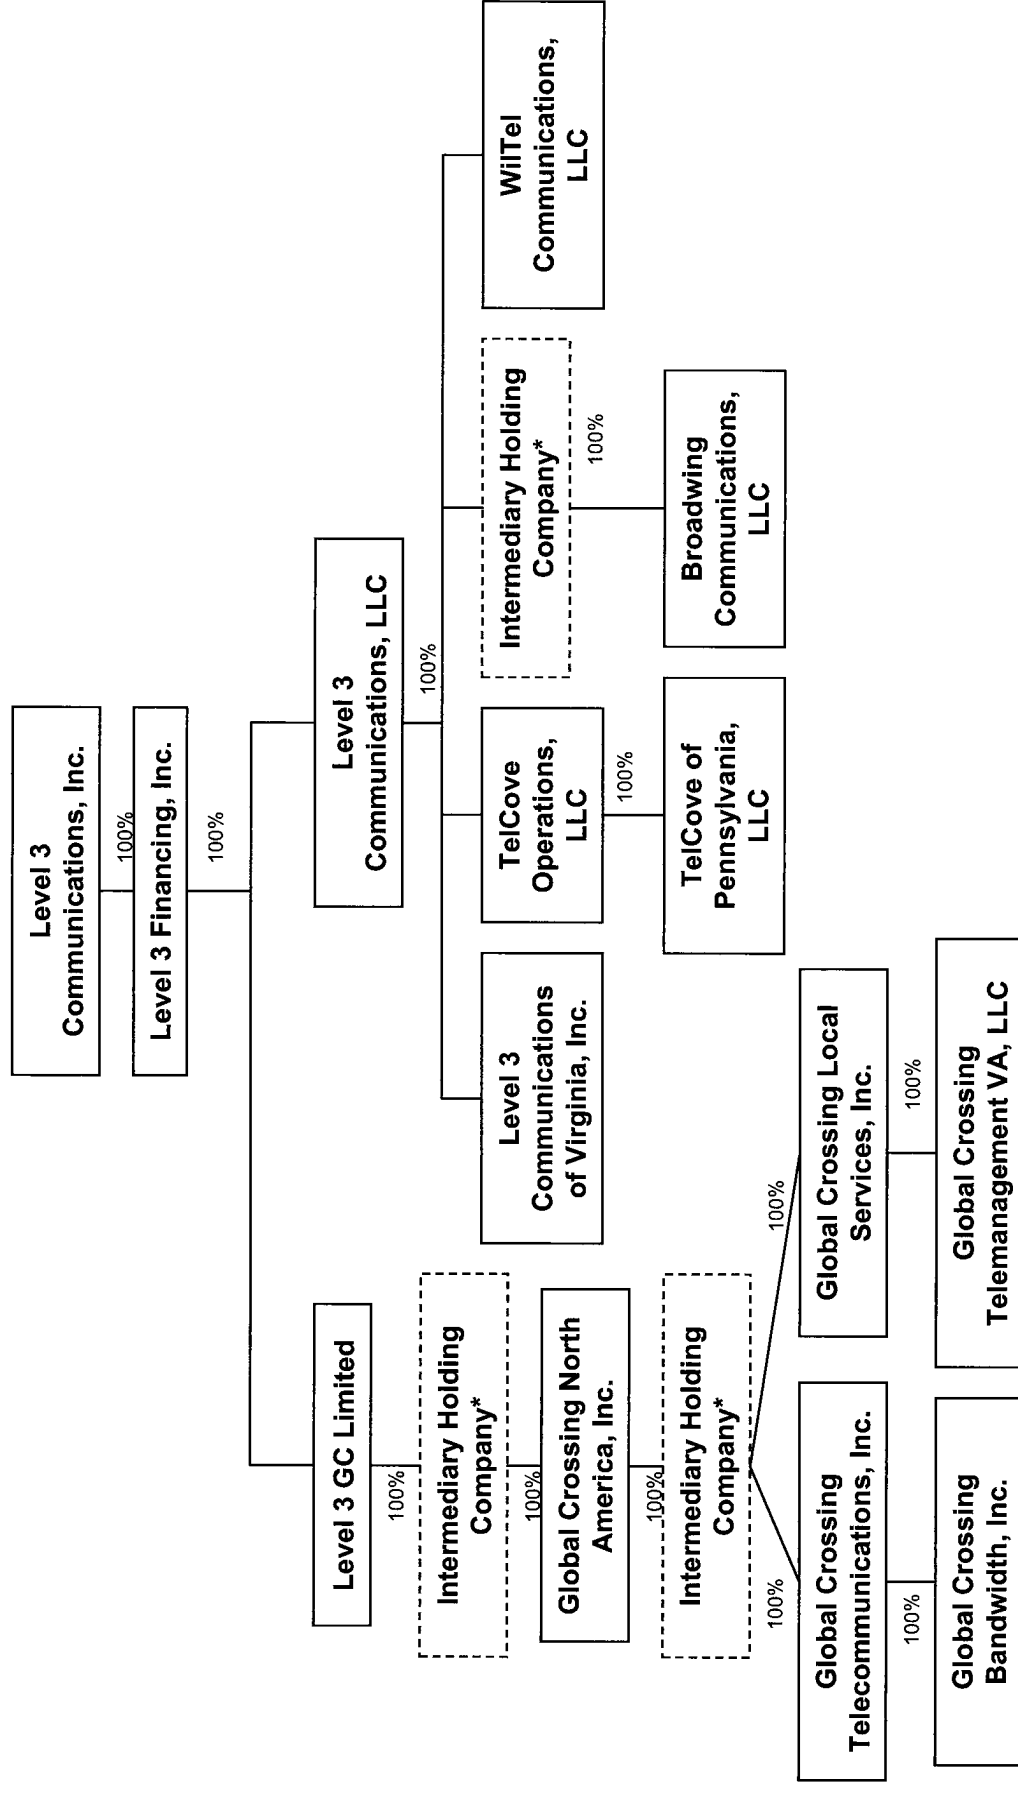 Level 3
Communications, Inc.
100%
Level 3 Financing, Inc.
100%
Level 3 GC Limited
100%
Intermediary Holding
Company*
100%
Global Crossing North
America, Inc.
100%
Intermediary Holding
Company*
100%
100%
Global Crossing
Telecommunications, Inc.
100%
Global Crossing
Bandwidth, Inc.
Global Crossing Local
Services, Inc.
100%
Global Crossing
Telemanagement VA, LLC
Level 3
Communications, LLC
100%
Level 3
Communications
of Virginia, Inc.
TelCove
Operations,
LLC
100%
TelCove of
Pennsylvania,
LLC
Intermediary Holding
Company*
100%
Broadwing
Communications,
LLC
WilTel
Communications,
LLC